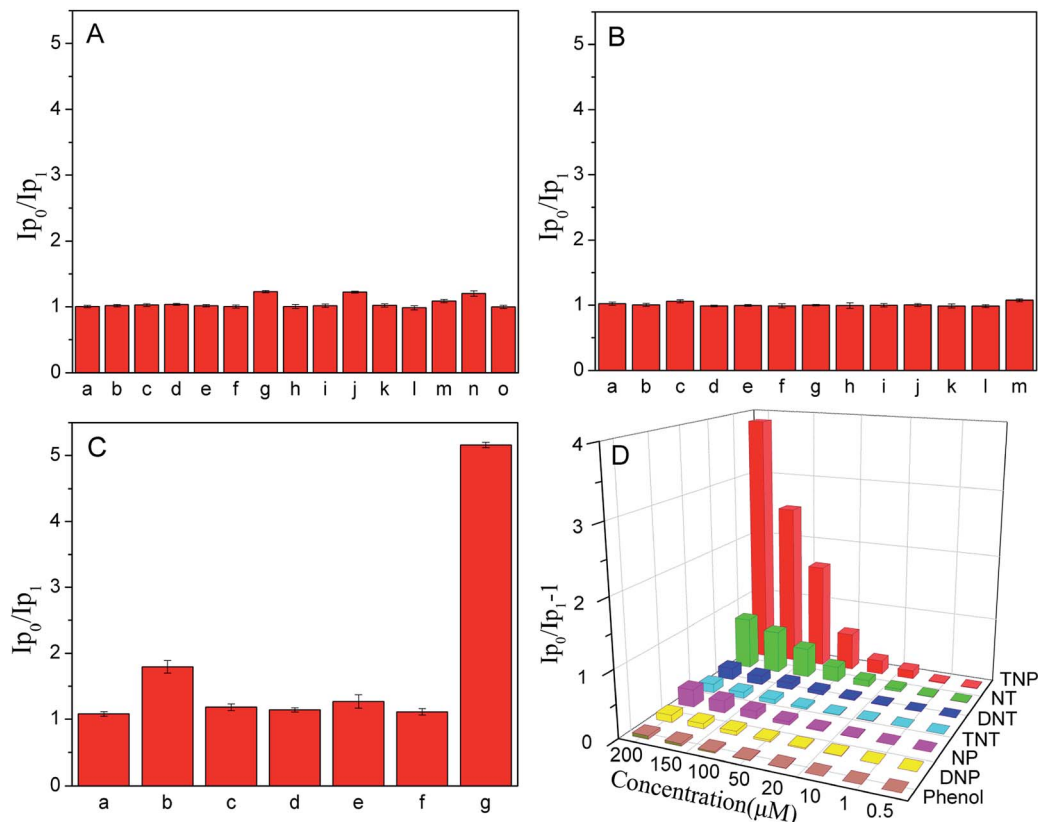 A
Ip0/Ip1
5
4
3
2
1
0
a b c d e f g h i j k l m n o
B
Ip0/Ip1
5
4
3
2
1
0
a b c d e f g h i j k l m
C
Ip0/Ip1
5
4
3
2
1
0
a b c d e f g
D
Ip0/Ip1-1
4
3
2
1
0
200 150 100 50 20 10 1 0.5
Concentration(μM)
TNP
NT
DNT
TNT
NP
DNP
Phenol